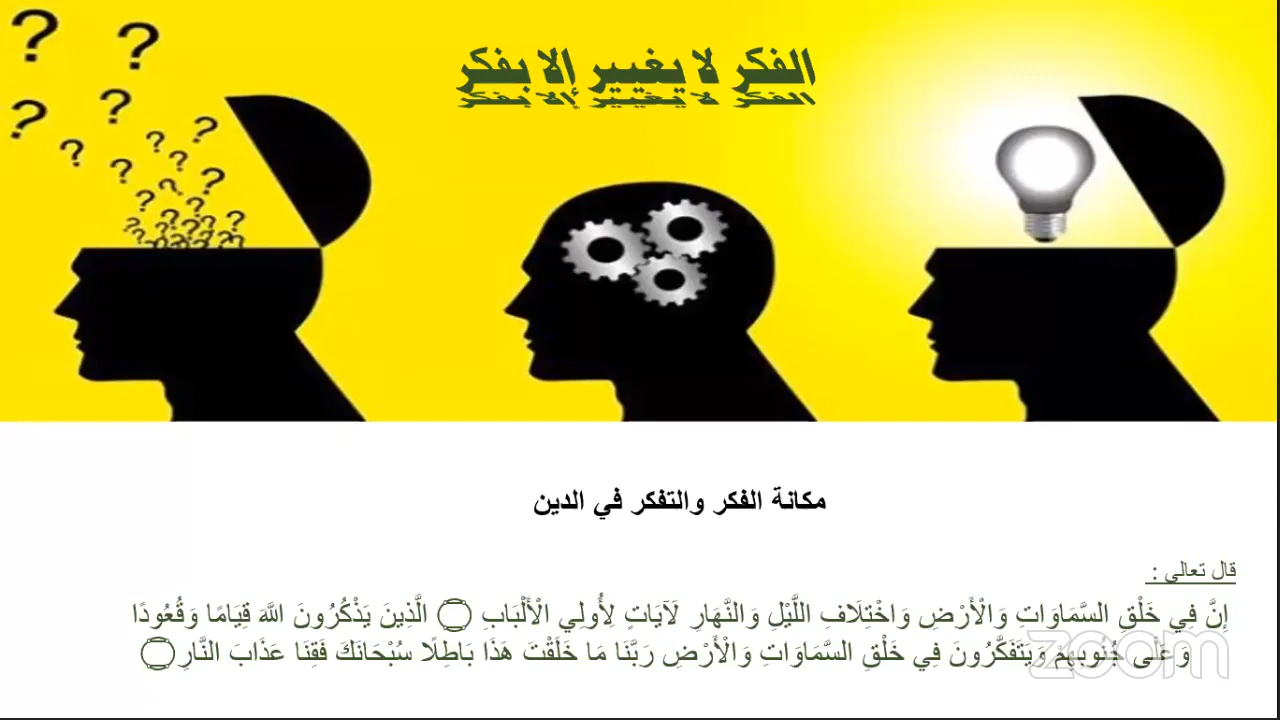 الفكر لا يغيير إلا بفكر
مكانة الفكر والتفكر في الدين
قال تعالى :
إِنَّ فِي خَلْقِ السَّمَاوَاتِ وَالْأَرْضِ وَاخْتِلَافِ اللَّيْلِ وَالنَّهَارِ لَآيَاتٍ لِأُولِي الْأَلْبَابِ ۝ الَّذِينَ يَذْكُرُونَ اللَّهَ قِيَامًا وَقُعُودًا
وَعَلَى جُنُوبِهِمْ وَيَتَفَكَّرُونَ فِي خَلْقِ السَّمَاوَاتِ وَالْأَرْضِ رَبَّنَا مَا خَلَقْتَ هَذَا بَاطِلًا سُبْحَانَكَ فَقِنَا عَذَابَ النَّارِ ۝
zoom